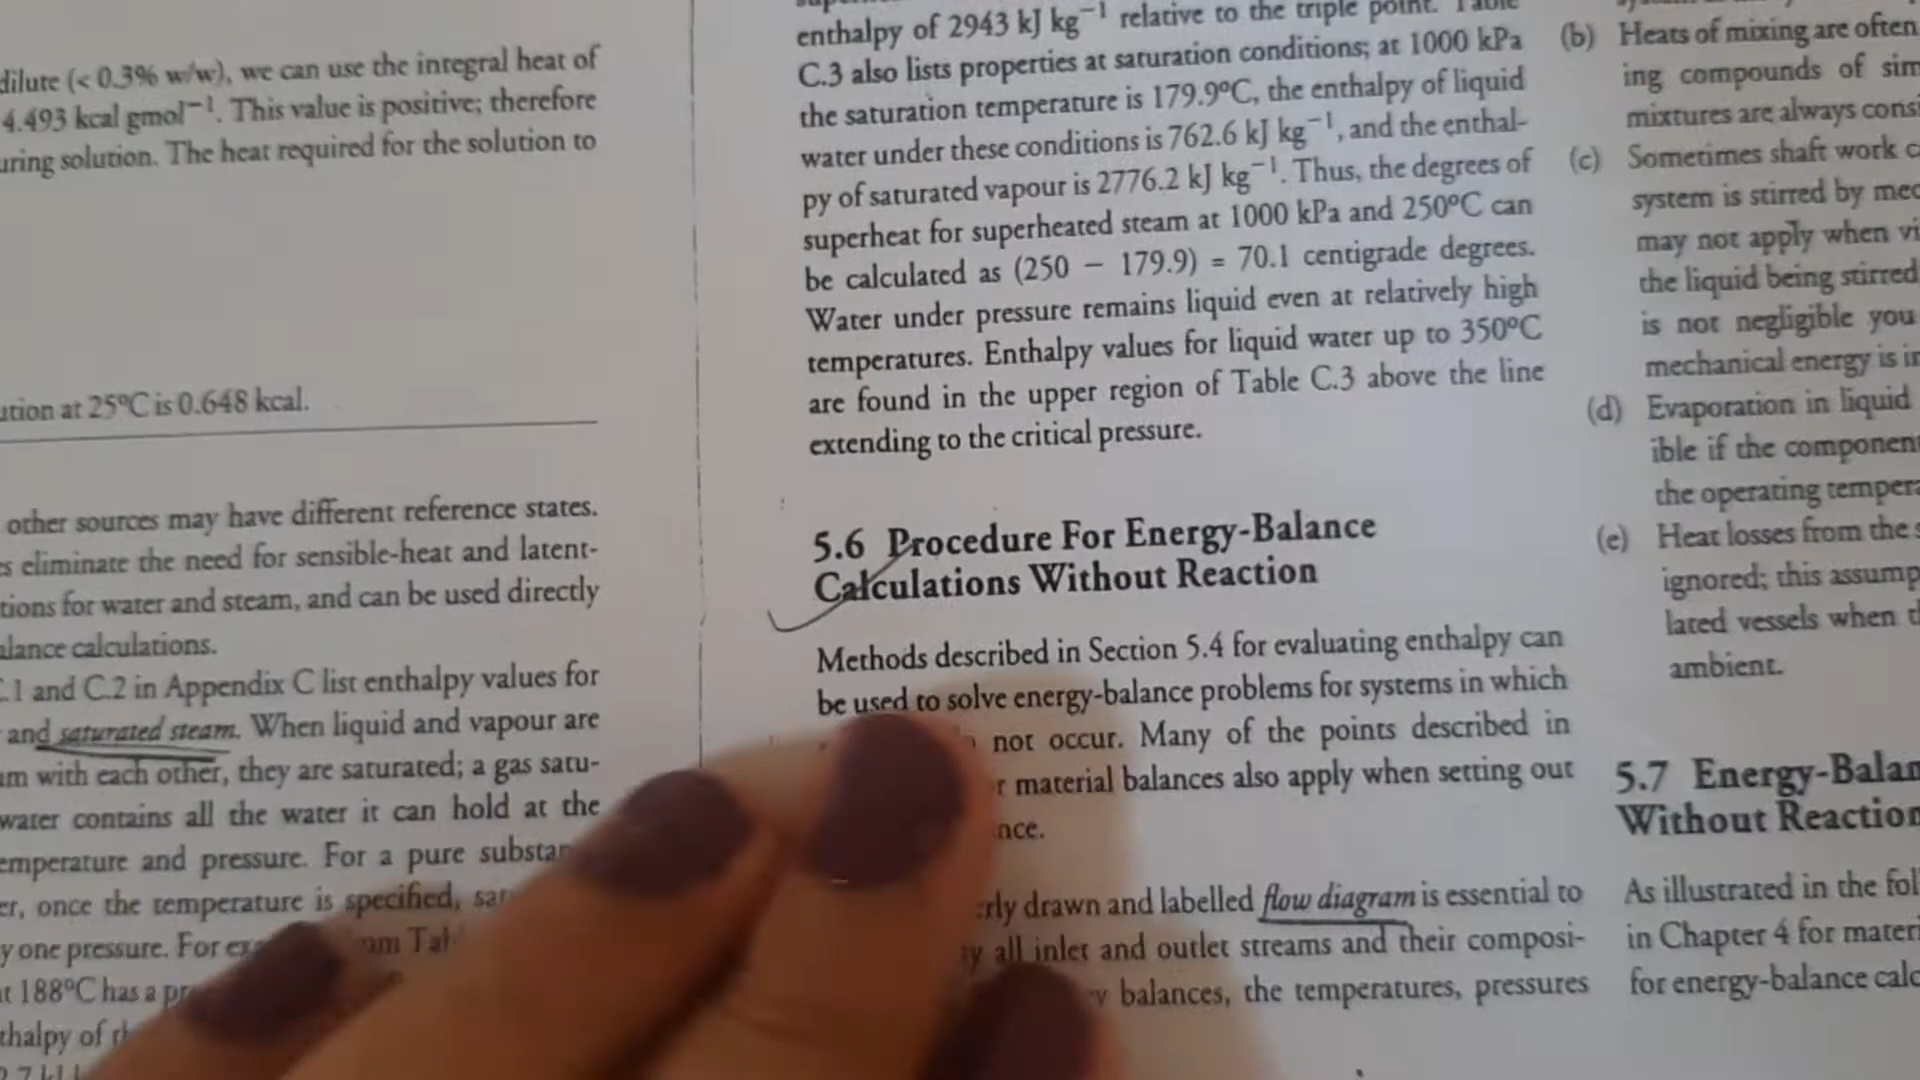 dilute (< 0.3% w/w), we can use the integral heat of
4.493 kcal gmol⁻¹. This value is positive; therefore
uring solution. The heat required for the solution to
ution at 25°C is 0.648 kcal.
other sources may have different reference states.
es eliminate the need for sensible-heat and latent-
tions for water and steam, and can be used directly
alance calculations.
C.1 and C.2 in Appendix C list enthalpy values for
and saturated steam. When liquid and vapour are
um with each other, they are saturated; a gas satu-
water contains all the water it can hold at the
emperature and pressure. For a pure substan
er, once the temperature is specified, sat
y one pressure. For ex
at 188°C has a pr
thalpy of th
enthalpy of 2943 kJ kg⁻¹ relative to the triple point. Table
C.3 also lists properties at saturation conditions; at 1000 kPa
the saturation temperature is 179.9°C, the enthalpy of liquid
water under these conditions is 762.6 kJ kg⁻¹, and the enthal-
py of saturated vapour is 2776.2 kJ kg⁻¹. Thus, the degrees of
superheat for superheated steam at 1000 kPa and 250°C can
be calculated as (250 − 179.9) = 70.1 centigrade degrees.
Water under pressure remains liquid even at relatively high
temperatures. Enthalpy values for liquid water up to 350°C
are found in the upper region of Table C.3 above the line
extending to the critical pressure.
5.6 Procedure For Energy-Balance
Calculations Without Reaction
Methods described in Section 5.4 for evaluating enthalpy can
be used to solve energy-balance problems for systems in which
not occur. Many of the points described in
r material balances also apply when setting out
nce.
erly drawn and labelled flow diagram is essential to
y all inlet and outlet streams and their composi-
y balances, the temperatures, pressures
(b) Heats of mixing are often
ing compounds of sim
mixtures are always consi
(c) Sometimes shaft work c
system is stirred by mec
may not apply when vi
the liquid being stirred
is not negligible you
mechanical energy is in
(d) Evaporation in liquid
ible if the componen
the operating tempera
(e) Heat losses from the s
ignored; this assump
lated vessels when t
ambient.
5.7 Energy-Balan
Without Reaction
As illustrated in the fol
in Chapter 4 for materi
for energy-balance calc